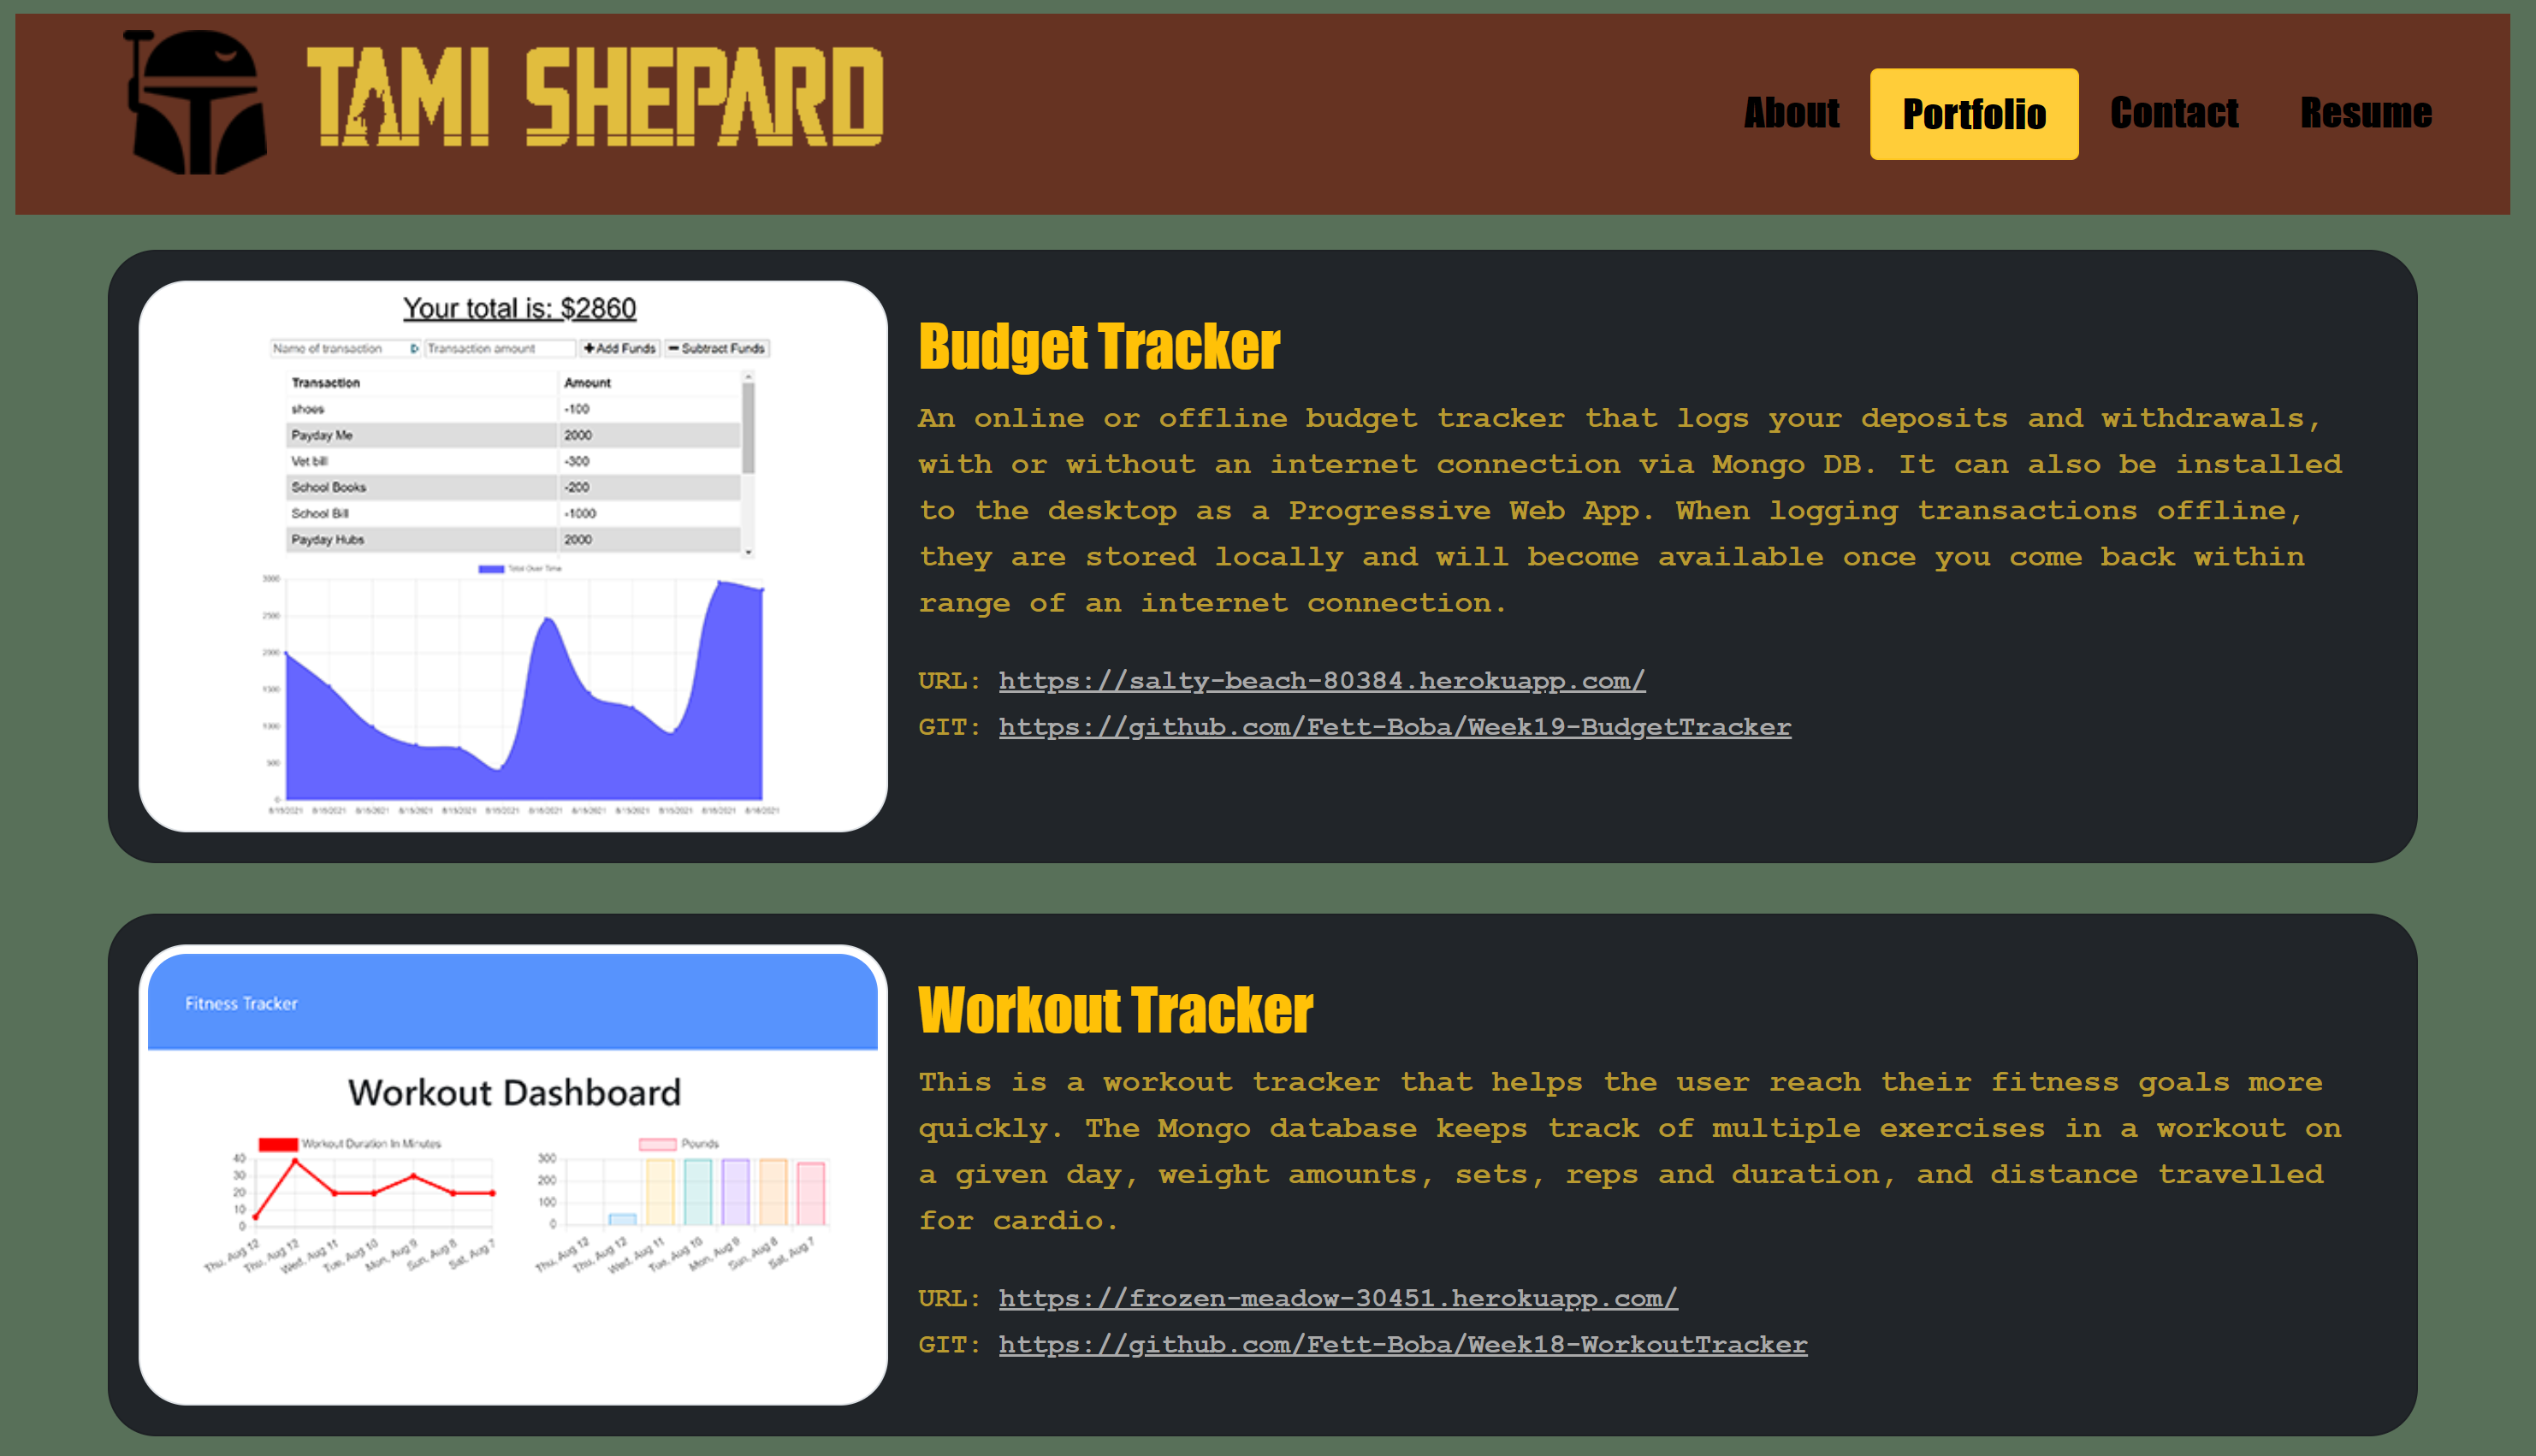 TAMI SHEPARD
About Portfolio Contact Resume
Your total is: $2860
Name of transaction Transaction amount Add Funds Subtract Funds
Transaction Amount
shoes -100
Payday Me 2000
Vet bill -300
School Books -200
School Bill -1000
Payday Hubs 2000
Total Over Time
3000
2500
2000
1500
1000
500
0
Budget Tracker
An online or offline budget tracker that logs your deposits and withdrawals,
with or without an internet connection via Mongo DB. It can also be installed
to the desktop as a Progressive Web App. When logging transactions offline,
they are stored locally and will become available once you come back within
range of an internet connection.
URL: https://salty-beach-80384.herokuapp.com/
GIT: https://github.com/Fett-Boba/Week19-BudgetTracker
Fitness Tracker
Workout Dashboard
Workout Duration In Minutes
40
30
20
10
0
Thu, Aug 12 Thu, Aug 12 Wed, Aug 11 Tue, Aug 10 Mon, Aug 9 Sun, Aug 8 Sat, Aug 7
Pounds
300
200
100
0
Thu, Aug 12 Thu, Aug 12 Wed, Aug 11 Tue, Aug 10 Mon, Aug 9 Sun, Aug 8 Sat, Aug 7
Workout Tracker
This is a workout tracker that helps the user reach their fitness goals more
quickly. The Mongo database keeps track of multiple exercises in a workout on
a given day, weight amounts, sets, reps and duration, and distance travelled
for cardio.
URL: https://frozen-meadow-30451.herokuapp.com/
GIT: https://github.com/Fett-Boba/Week18-WorkoutTracker